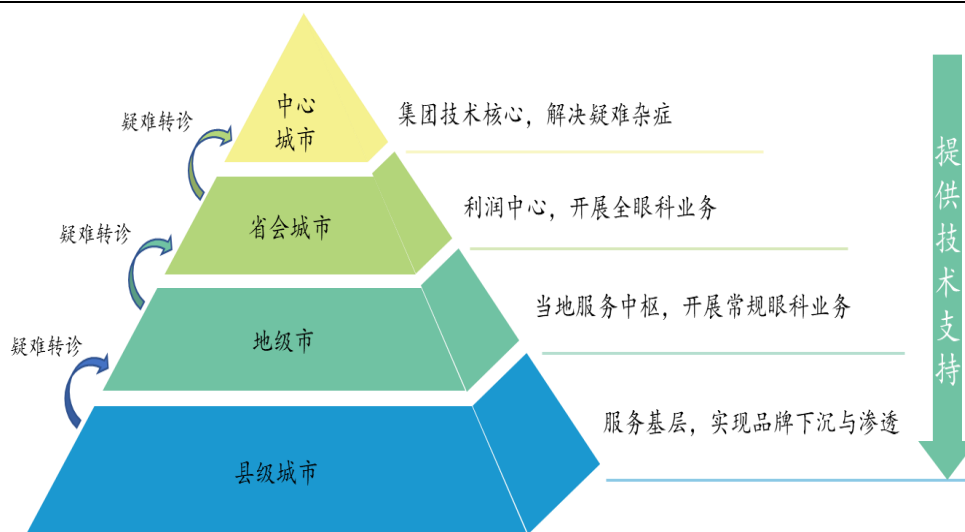 中心
城市
集团技术核心，解决疑难杂症
疑难转诊
省会城市
利润中心，开展全眼科业务
疑难转诊
地级市
当地服务中枢，开展常规眼科业务
疑难转诊
县级城市
服务基层，实现品牌下沉与渗透
提供技术支持